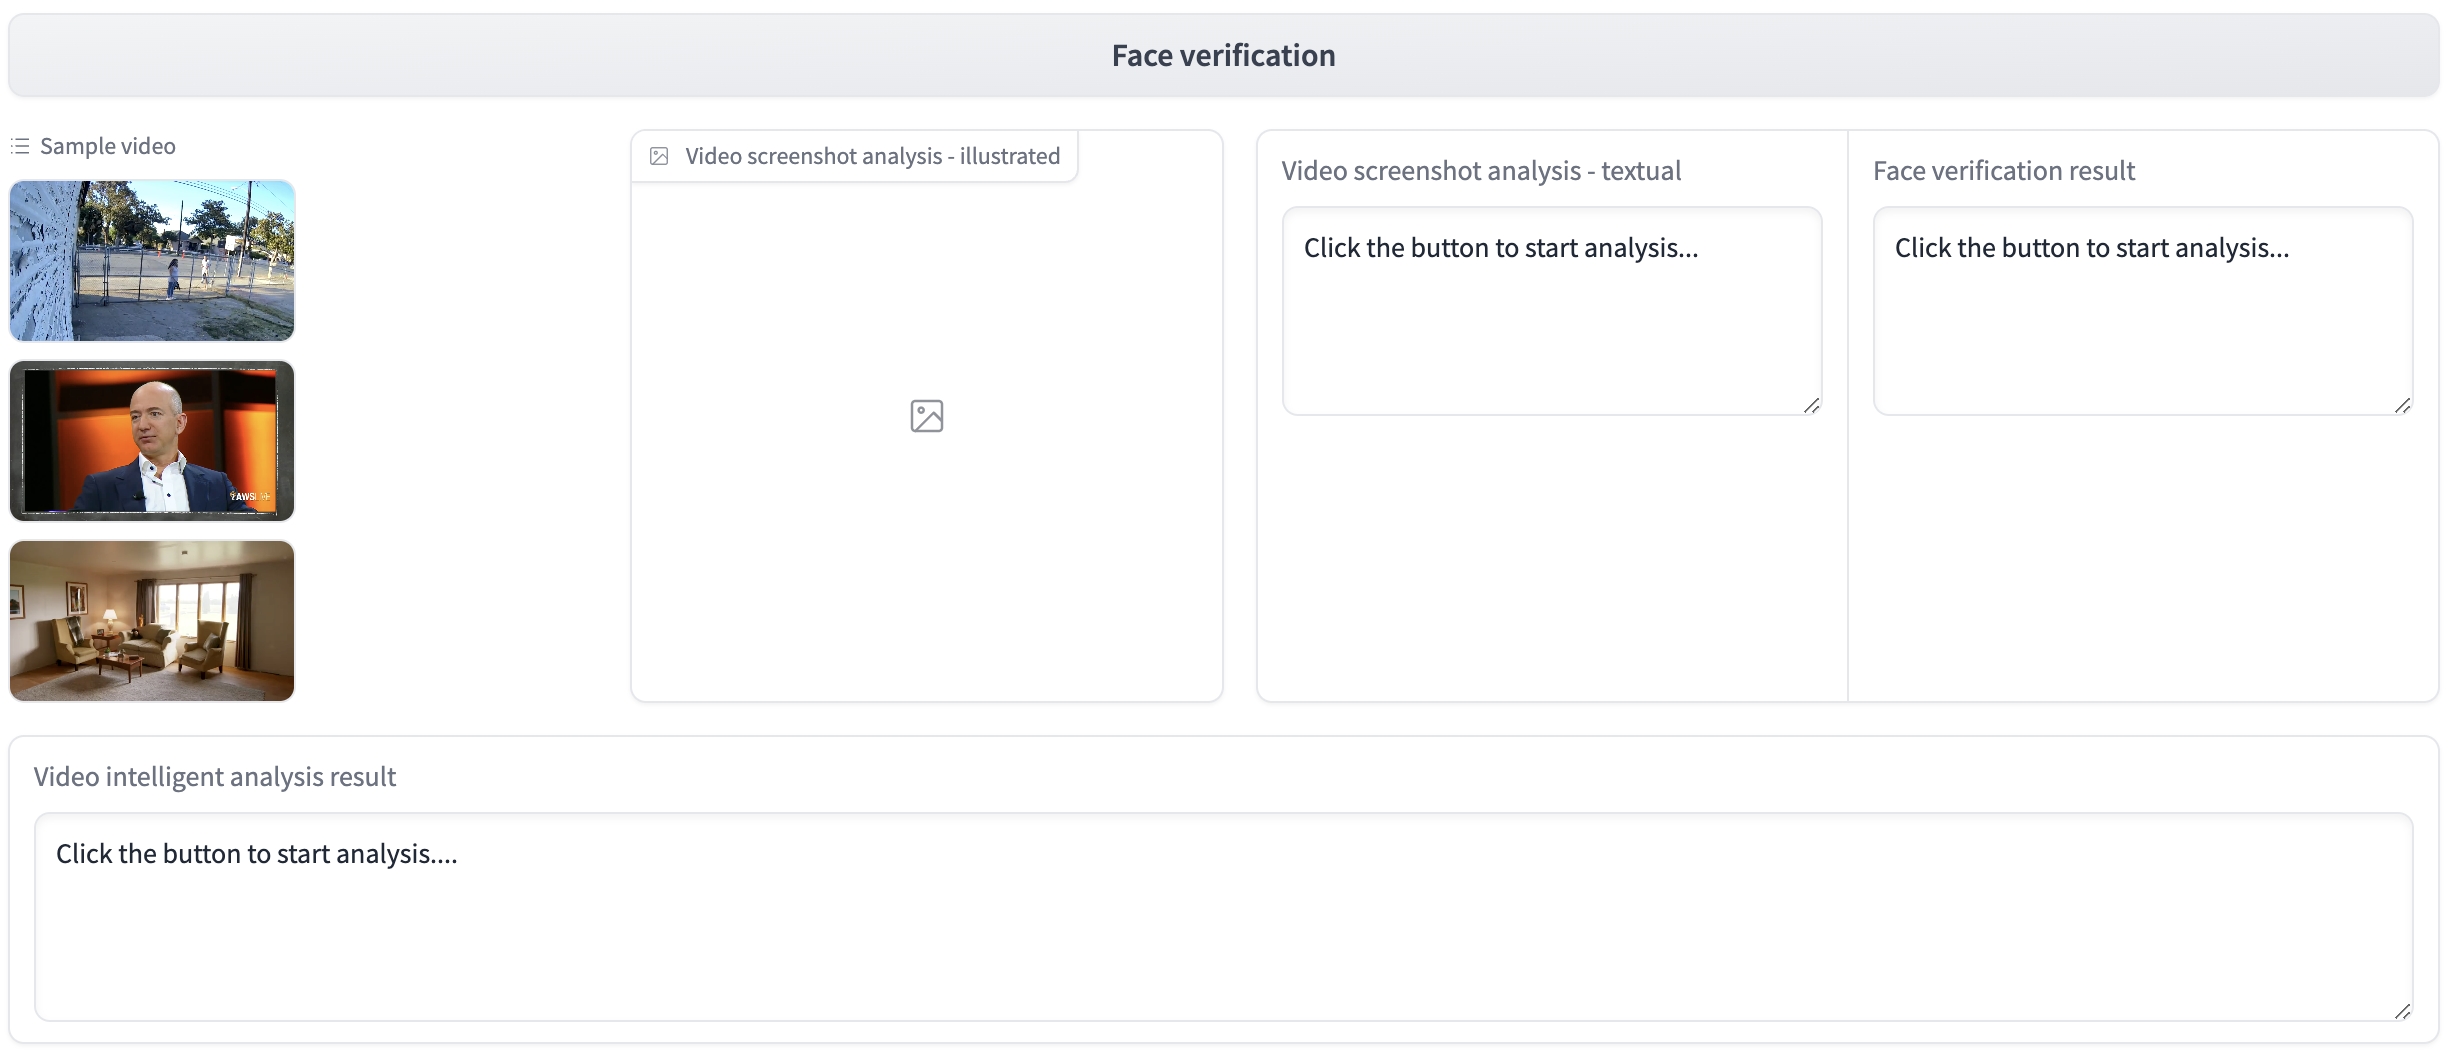 Face verification
Sample video
Video screenshot analysis - illustrated
Video screenshot analysis - textual
Click the button to start analysis...
Face verification result
Click the button to start analysis...
Video intelligent analysis result
Click the button to start analysis....